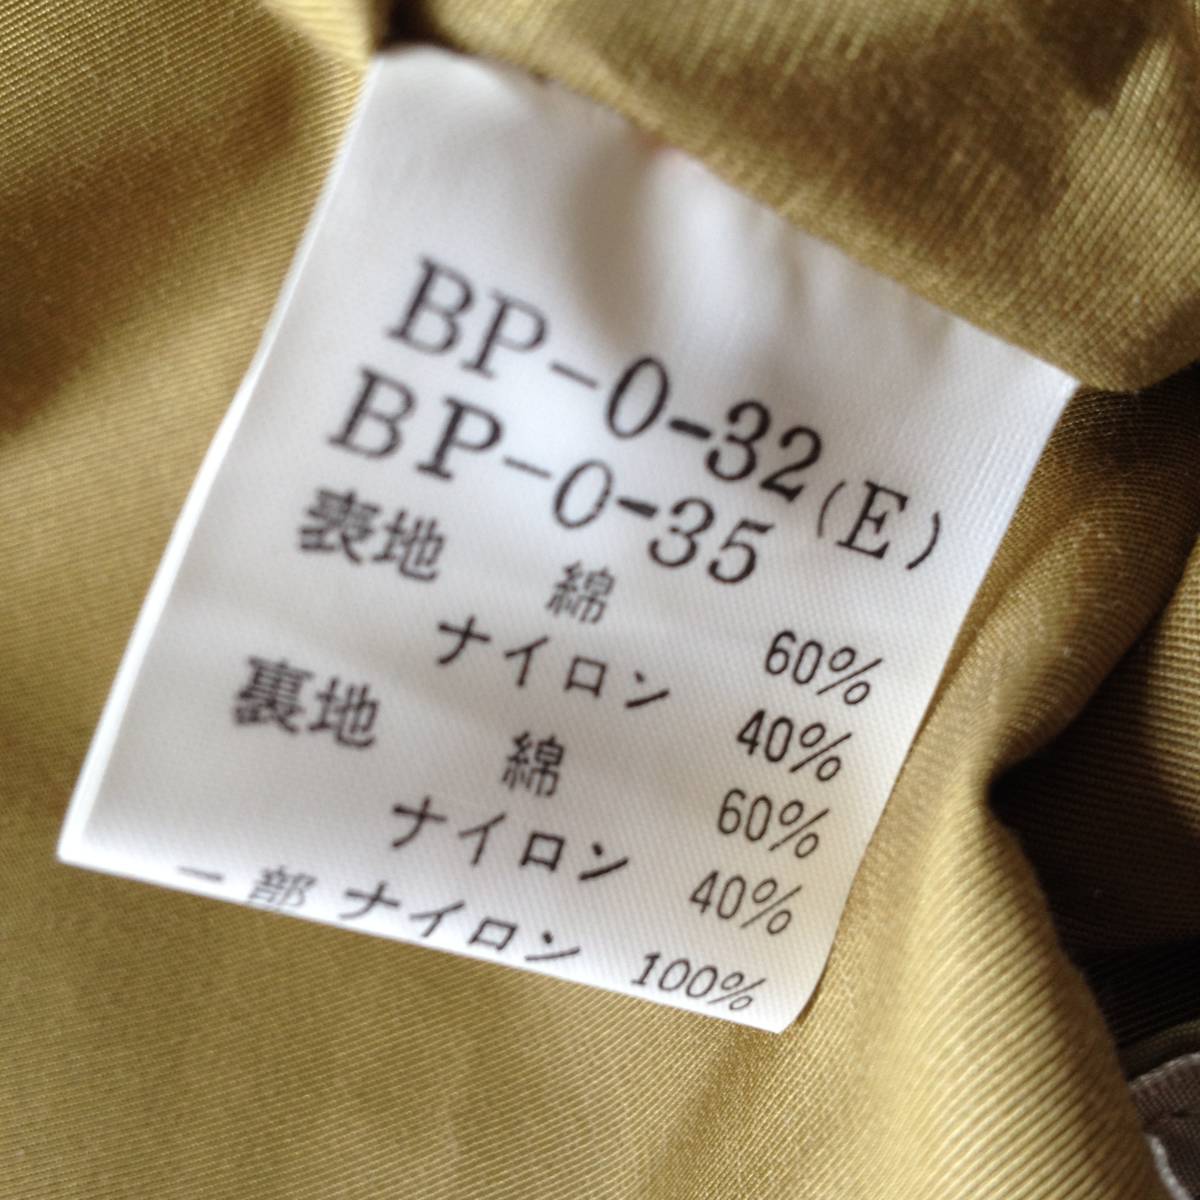 BP-0-32(E)
BP-0-35
表地 綿 60%
ナイロン 40%
裏地 綿 60%
ナイロン 40%
一部 ナイロン 100%